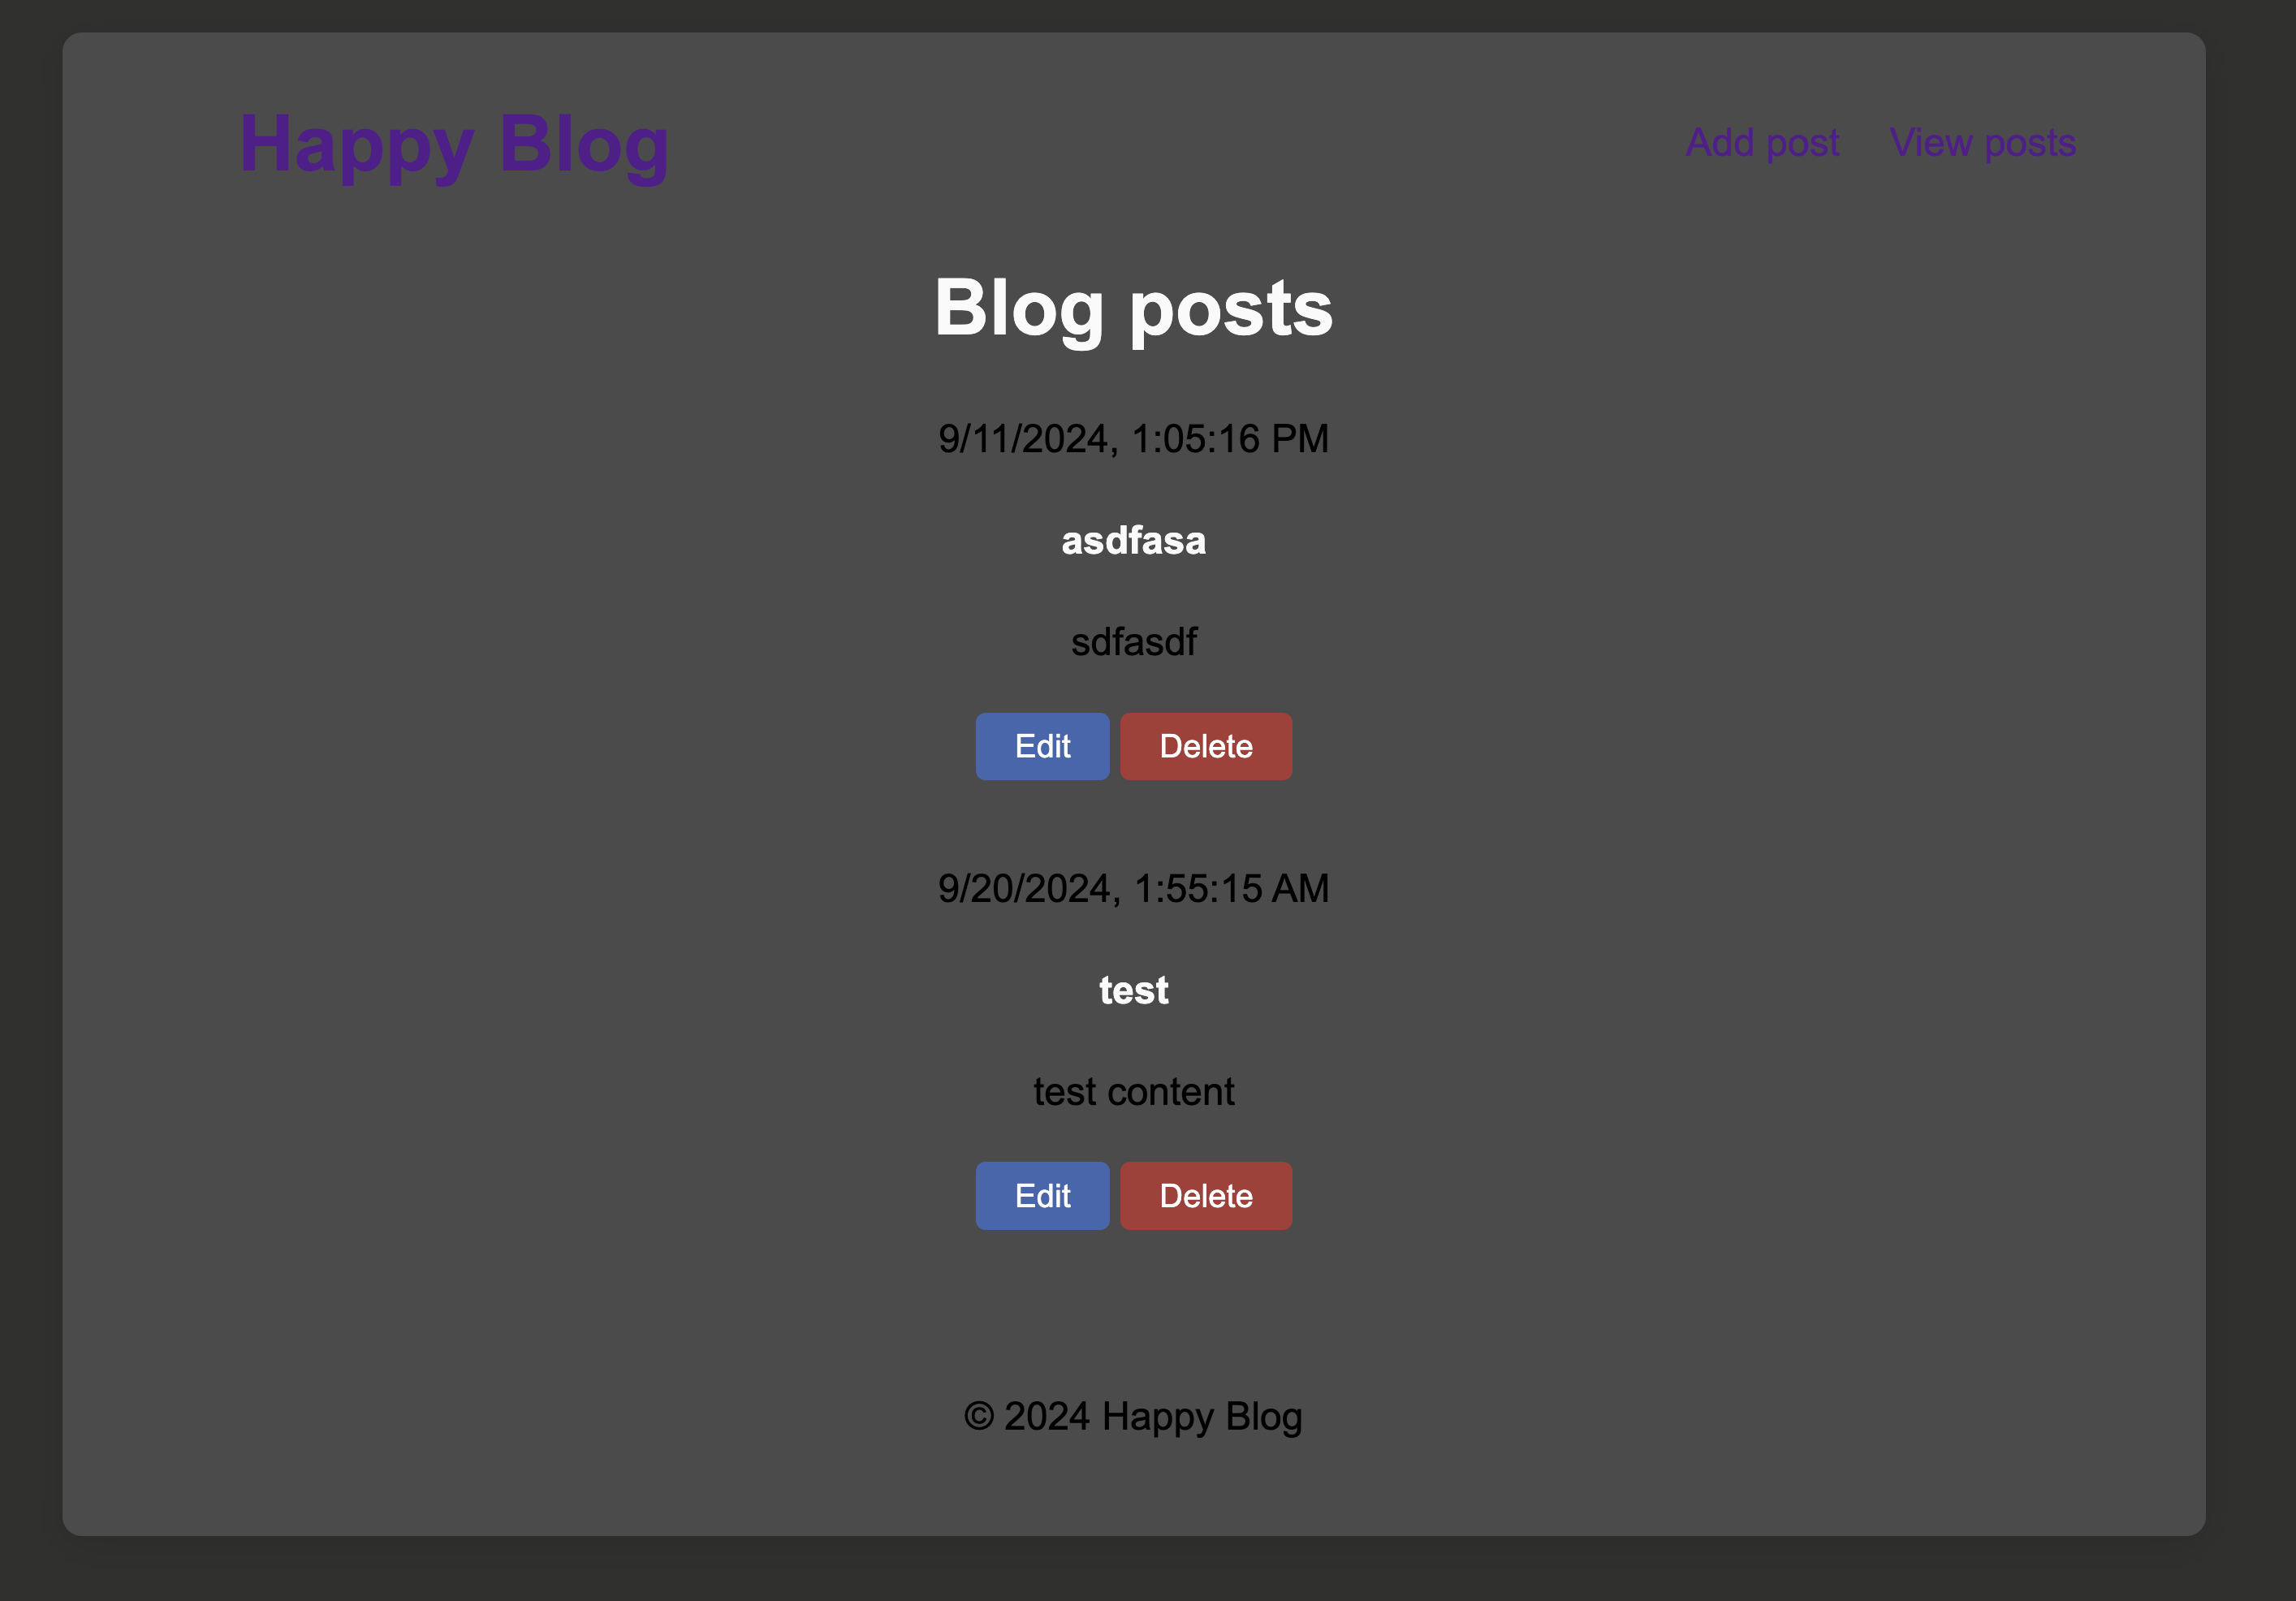 Happy Blog
Add post View posts
Blog posts
9/11/2024, 1:05:16 PM
asdfasa
sdfasdf
Edit Delete
9/20/2024, 1:55:15 AM
test
test content
Edit Delete
© 2024 Happy Blog